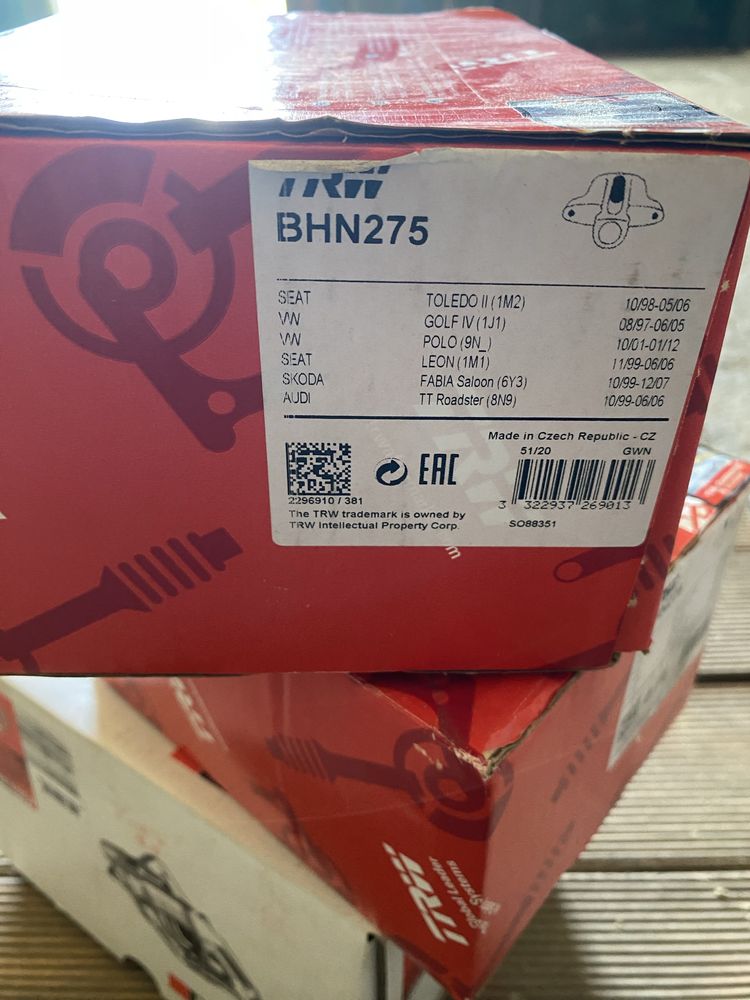 TRW
BHN275
SEAT TOLEDO II (1M2) 10/98-05/06
VW GOLF IV (1J1) 08/97-06/05
VW POLO (9N_) 10/01-01/12
SEAT LEON (1M1) 11/99-06/06
SKODA FABIA Saloon (6Y3) 10/99-12/07
AUDI TT Roadster (8N9) 10/99-06/06
Made in Czech Republic - CZ
51/20 GWN
EAC
2296910 / 381
3 322937 269013
The TRW trademark is owned by
TRW Intellectual Property Corp.
SO88351
TRW
Global Leader
Systems